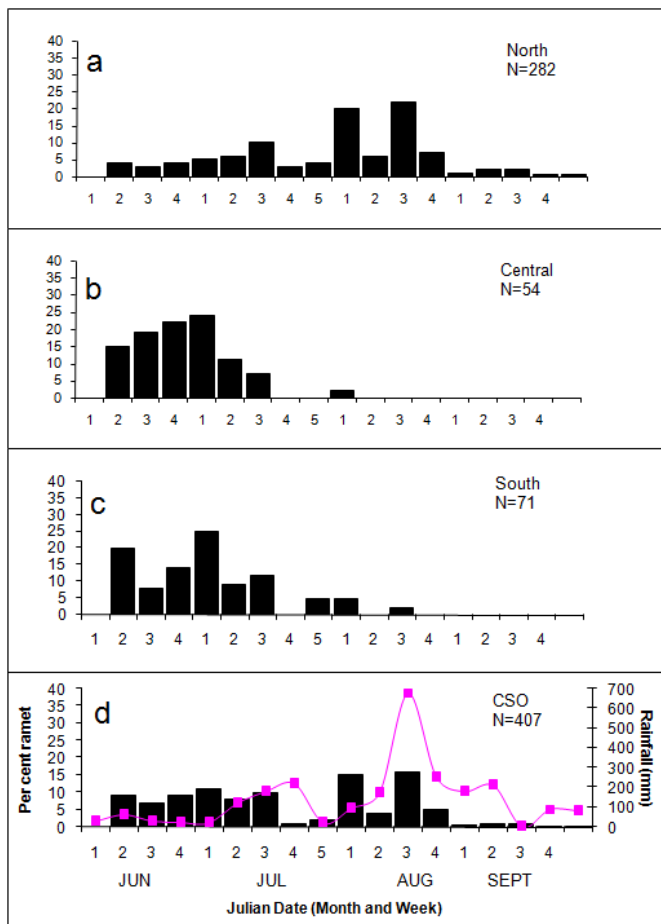 a
North
N=282
40
35
30
25
20
15
10
5
0
1 2 3 4 1 2 3 4 5 1 2 3 4 1 2 3 4
b
Central
N=54
40
35
30
25
20
15
10
5
0
1 2 3 4 1 2 3 4 5 1 2 3 4 1 2 3 4
c
South
N=71
40
35
30
25
20
15
10
5
0
1 2 3 4 1 2 3 4 5 1 2 3 4 1 2 3 4
d
CSO
N=407
Per cent ramet
40
35
30
25
20
15
10
5
0
700
600
500
400
300
200
100
0
Rainfall (mm)
1 2 3 4 1 2 3 4 5 1 2 3 4 1 2 3 4
JUN JUL AUG SEPT
Julian Date (Month and Week)